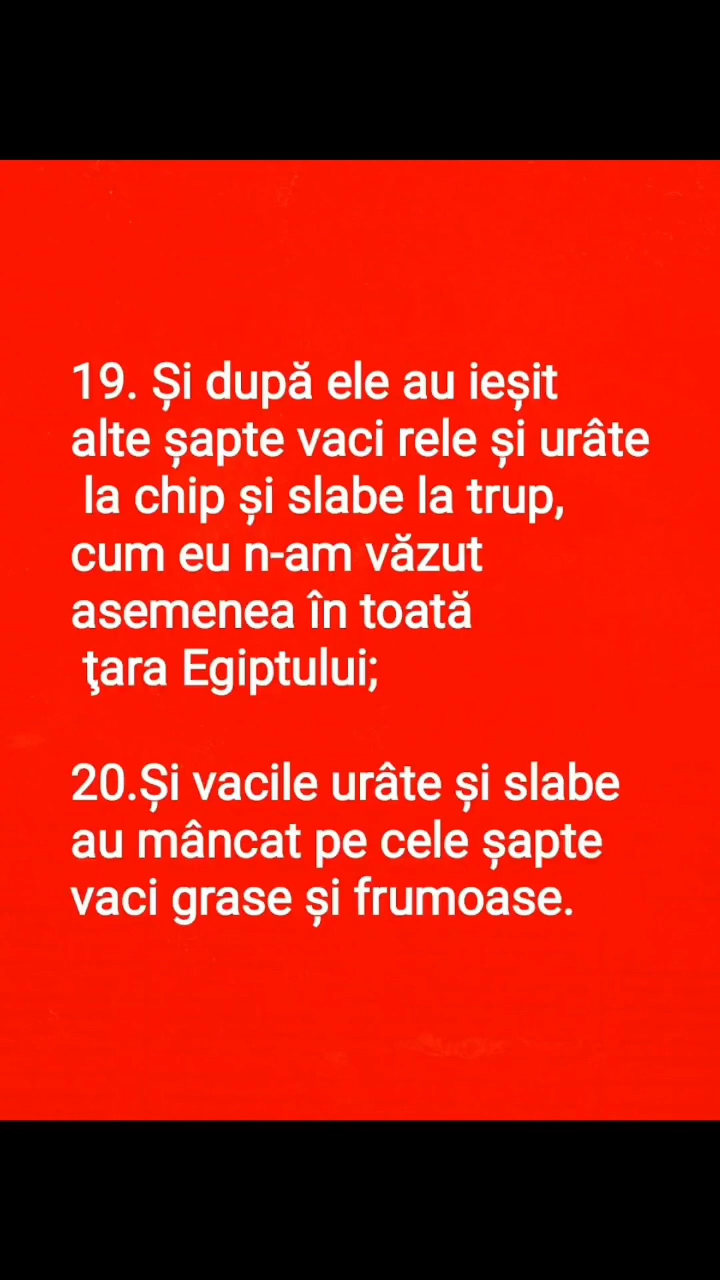 19. Și după ele au ieșit
alte șapte vaci rele și urâte
la chip și slabe la trup,
cum eu n-am văzut
asemenea în toată
ţara Egiptului;
20.Și vacile urâte și slabe
au mâncat pe cele șapte
vaci grase și frumoase.